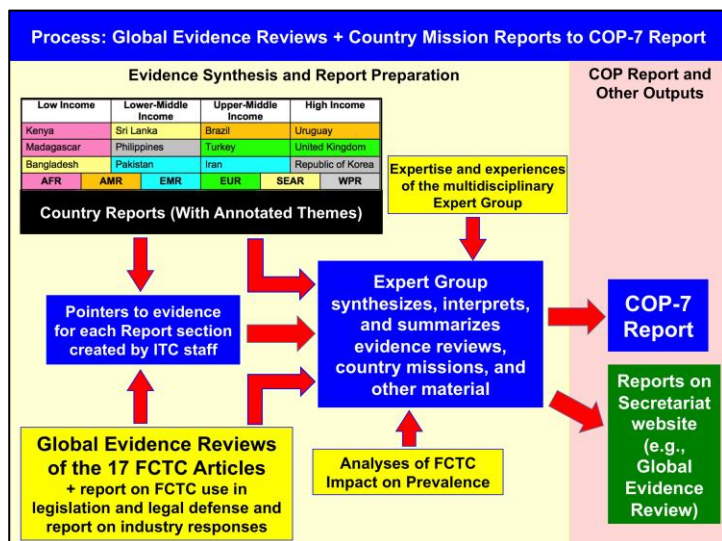 Process: Global Evidence Reviews + Country Mission Reports to COP-7 Report
Evidence Synthesis and Report Preparation
COP Report and
Other Outputs
Low Income
Lower-Middle
Income
Upper-Middle
Income
High Income
Kenya
Sri Lanka
Brazil
Uruguay
Madagascar
Philippines
Turkey
United Kingdom
Bangladesh
Pakistan
Iran
Republic of Korea
AFR
AMR
EMR
EUR
SEAR
WPR
Country Reports (With Annotated Themes)
Expertise and experiences
of the multidisciplinary
Expert Group
Pointers to evidence
for each Report section
created by ITC staff
Expert Group
synthesizes, interprets,
and summarizes
evidence reviews,
country missions, and
other material
COP-7
Report
Global Evidence Reviews
of the 17 FCTC Articles
+ report on FCTC use in
legislation and legal defense and
report on industry responses
Analyses of FCTC
Impact on Prevalence
Reports on
Secretariat
website
(e.g.,
Global
Evidence
Review)